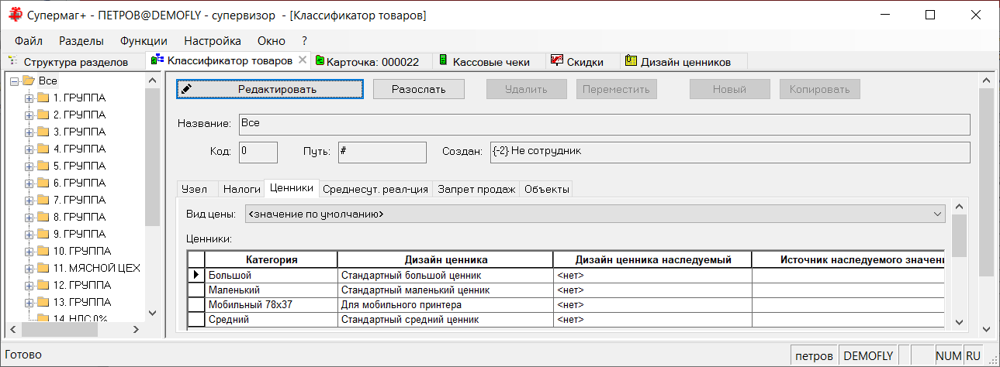 Супермаг+ - ПЕТРОВ@DEMOFLY - супервизор - [Классификатор товаров]
Файл Разделы Функции Настройка Окно ?
Структура разделов Классификатор товаров Карточка: 000022 Кассовые чеки Скидки Дизайн ценников
Все
1. ГРУППА
2. ГРУППА
3. ГРУППА
4. ГРУППА
5. ГРУППА
6. ГРУППА
7. ГРУППА
8. ГРУППА
9. ГРУППА
10. ГРУППА
11. МЯСНОЙ ЦЕХ
12. ГРУППА
13. ГРУППА
14. НДС 0%
Редактировать Разослать Удалить Переместить Новый Копировать
Название: Все
Код: 0 Путь: # Создан: {-2} Не сотрудник
Узел Налоги Ценники Среднесут. реал-ция Запрет продаж Объекты
Вид цены: <значение по умолчанию>
Ценники:
Категория Дизайн ценника Дизайн ценника наследуемый Источник наследуемого значени
Большой Стандартный большой ценник <нет>
Маленький Стандартный маленький ценник <нет>
Мобильный 78x37 Для мобильного принтера <нет>
Средний Стандартный средний ценник <нет>
Готово петров DEMOFLY NUM RU